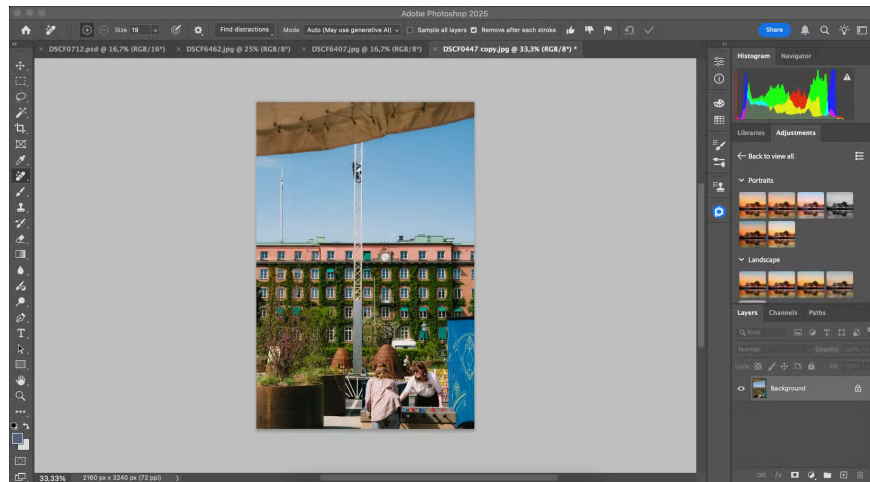 Adobe Photoshop 2025
Size 19 Find distractions Mode Auto (May use generative AI) Sample all layers Remove after each stroke Share
× DSCF0712.psd @ 16,7% (RGB/16*) × DSCF6462.jpg @ 25% (RGB/8*) × DSCF6407.jpg @ 16,7% (RGB/8*) × DSCF0447 copy.jpg @ 33,3% (RGB/8*) *
Histogram Navigator
Libraries Adjustments
Back to view all
Portraits
Landscape
Layers Channels Paths
Kind
Normal Opacity: 100%
Lock: Fill: 100%
Background
fx
33,33% 2160 px x 3240 px (72 ppi)